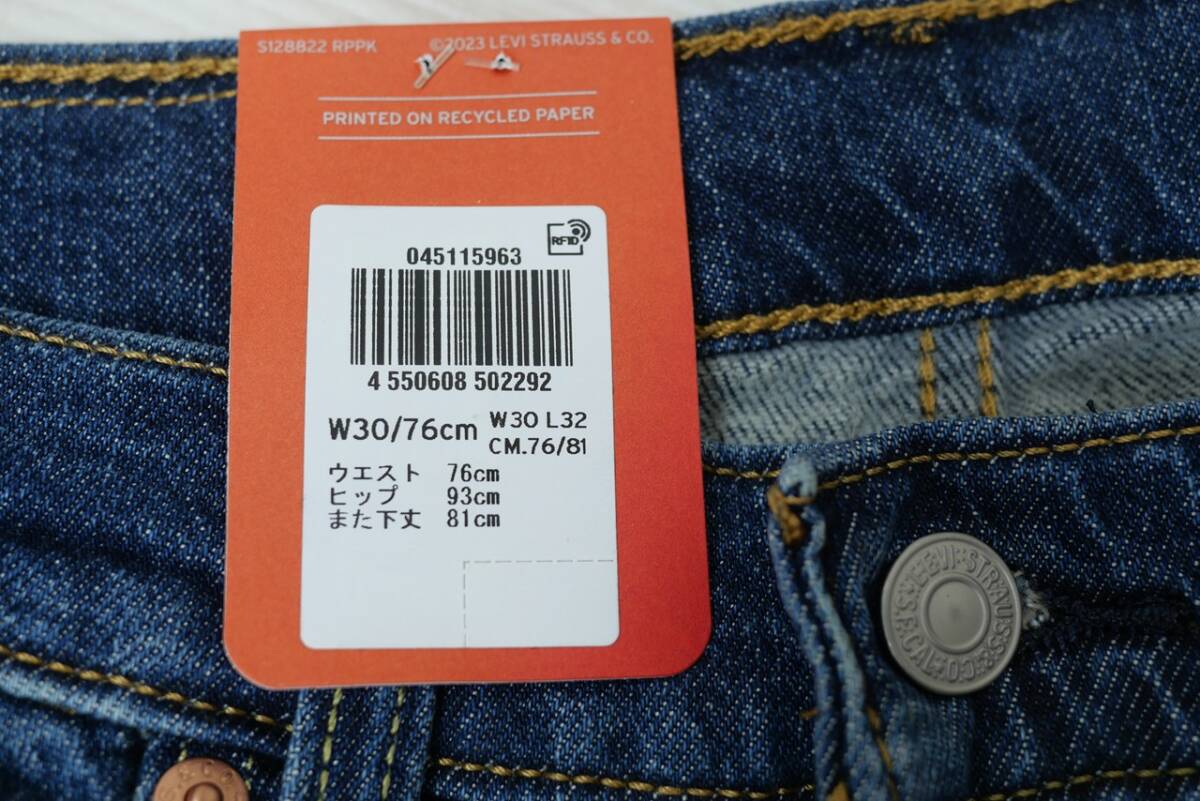 S128822 RPPK ©2023 LEVI STRAUSS & CO.
PRINTED ON RECYCLED PAPER
RFID
045115963
4 550608 502292
W30/76cm W30 L32
CM.76/81
ウエスト 76cm
ヒップ 93cm
また下丈 81cm
LEVI STRAUSS & CO S.F. CAL